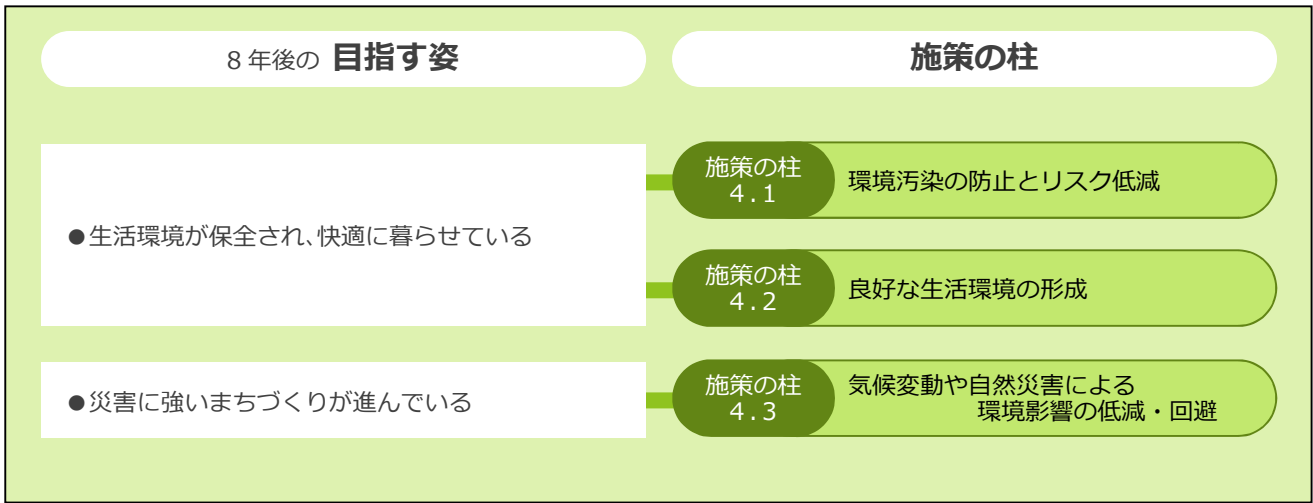 8年後の 目指す姿
施策の柱
●生活環境が保全され、快適に暮らせている
施策の柱
4.1
環境汚染の防止とリスク低減
施策の柱
4.2
良好な生活環境の形成
●災害に強いまちづくりが進んでいる
施策の柱
4.3
気候変動や自然災害による
環境影響の低減・回避